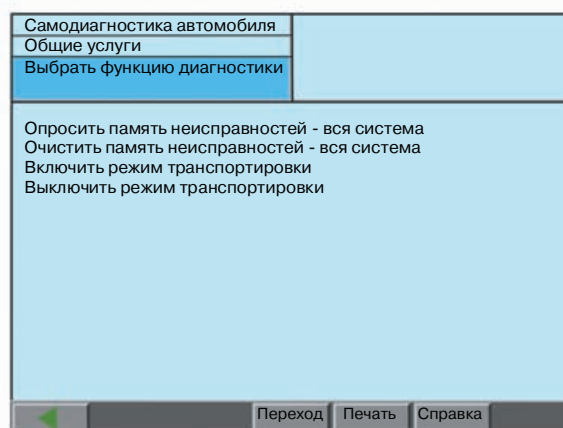 Самодиагностика автомобиля
Общие услуги
Выбрать функцию диагностики
Опросить память неисправностей - вся система
Очистить память неисправностей - вся система
Включить режим транспортировки
Выключить режим транспортировки
Переход Печать Справка